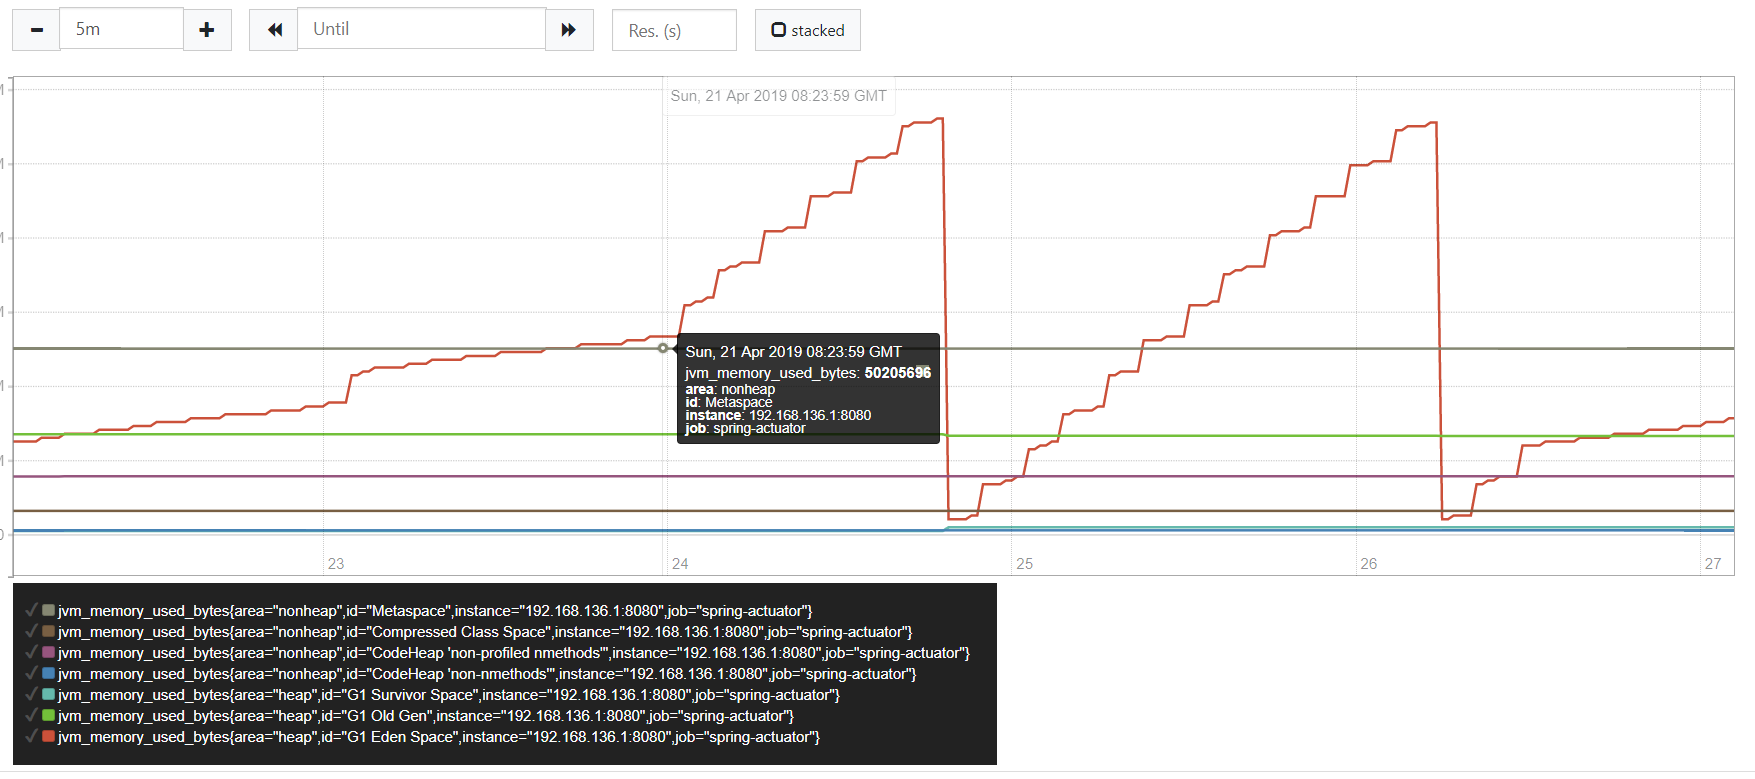 5m
Until
Res. (s)
stacked
Sun, 21 Apr 2019 08:23:59 GMT
Sun, 21 Apr 2019 08:23:59 GMT
jvm_memory_used_bytes: 50205696
area: nonheap
id: Metaspace
instance: 192.168.136.1:8080
job: spring-actuator
M
M
M
M
M
M
0
23
24
25
26
27
jvm_memory_used_bytes{area="nonheap",id="Metaspace",instance="192.168.136.1:8080",job="spring-actuator"}
jvm_memory_used_bytes{area="nonheap",id="Compressed Class Space",instance="192.168.136.1:8080",job="spring-actuator"}
jvm_memory_used_bytes{area="nonheap",id="CodeHeap 'non-profiled nmethods'",instance="192.168.136.1:8080",job="spring-actuator"}
jvm_memory_used_bytes{area="nonheap",id="CodeHeap 'non-nmethods'",instance="192.168.136.1:8080",job="spring-actuator"}
jvm_memory_used_bytes{area="heap",id="G1 Survivor Space",instance="192.168.136.1:8080",job="spring-actuator"}
jvm_memory_used_bytes{area="heap",id="G1 Old Gen",instance="192.168.136.1:8080",job="spring-actuator"}
jvm_memory_used_bytes{area="heap",id="G1 Eden Space",instance="192.168.136.1:8080",job="spring-actuator"}